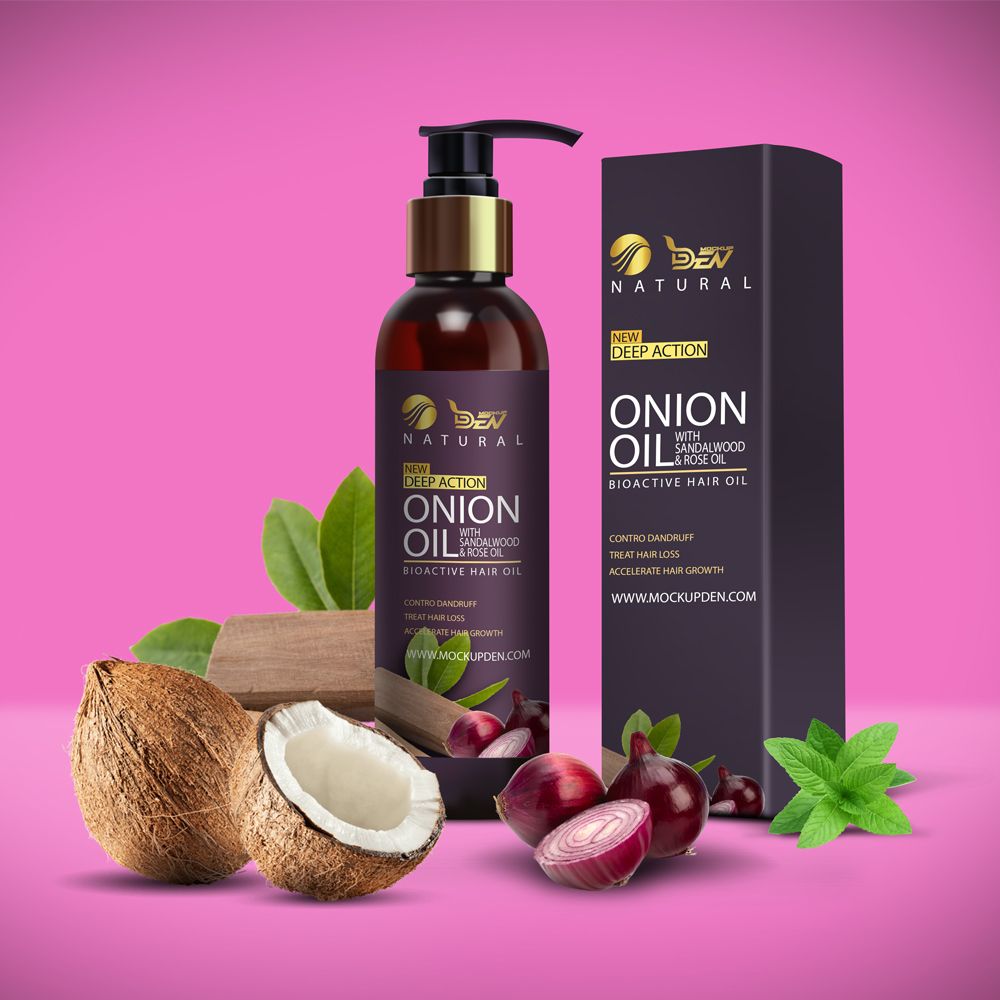 MOCKUP
DEN
NATURAL
NEW
DEEP ACTION
ONION
OIL WITH
SANDALWOOD
& ROSE OIL
BIOACTIVE HAIR OIL
CONTRO DANDRUFF
TREAT HAIR LOSS
ACCELERATE HAIR GROWTH
WWW.MOCKUPDEN.COM
MOCKUP
DEN
NATURAL
NEW
DEEP ACTION
ONION
OIL WITH
SANDALWOOD
& ROSE OIL
BIOACTIVE HAIR OIL
CONTRO DANDRUFF
TREAT HAIR LOSS
ACCELERATE HAIR GROWTH
WWW.MOCKUPDEN.COM